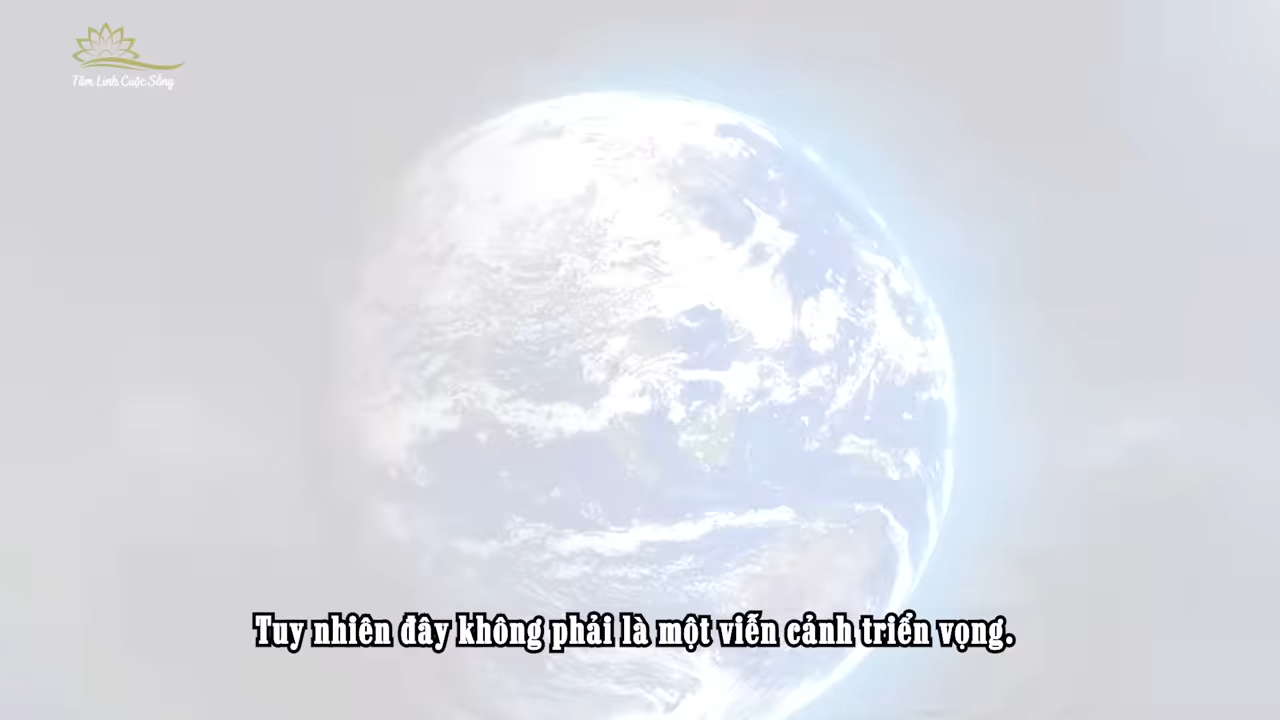 Tâm Linh Cuộc Sống
Tuy nhiên đây không phải là một viễn cảnh triển vọng.